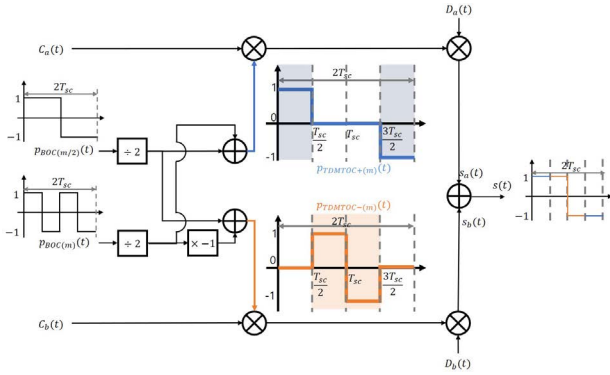 D_a(t)
C_a(t)
2T_sc
1
-1
p_BOC(m/2)(t)
÷ 2
2T_sc
1
0
-1
T_sc/2
T_sc
3T_sc/2
p_TDMTOC+(m)(t)
2T_sc
1
-1
p_BOC(m)(t)
÷ 2
× −1
p_TDMTOC−(m)(t)
2T_sc
1
0
-1
T_sc/2
T_sc
3T_sc/2
s_a(t)
s(t)
s_b(t)
2T_sc
1
-1
C_b(t)
D_b(t)